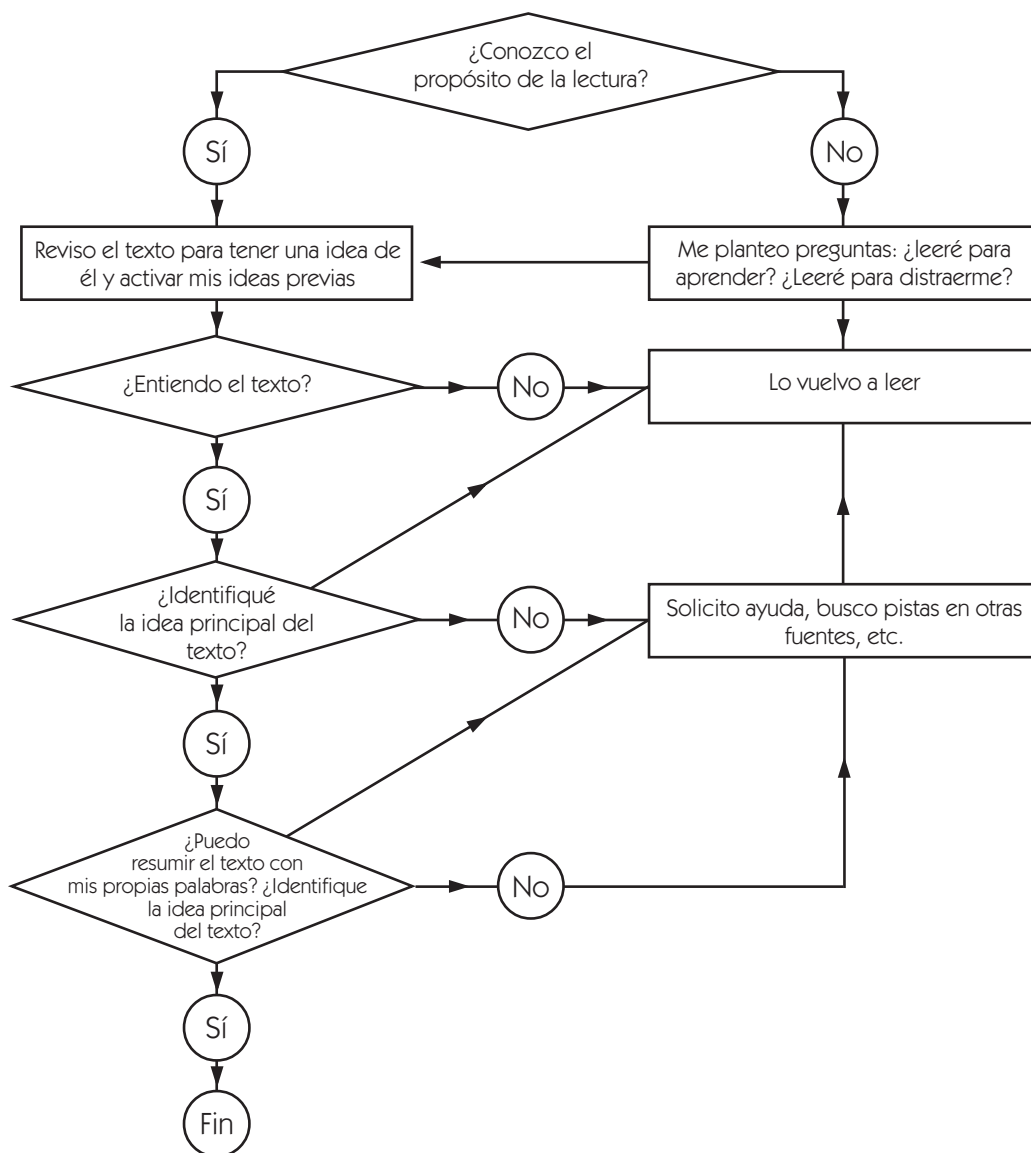 ¿Conozco el
propósito de la lectura?
Sí
No
Reviso el texto para tener una idea de
él y activar mis ideas previas
Me planteo preguntas: ¿leeré para
aprender? ¿Leeré para distraerme?
¿Entiendo el texto?
No
Lo vuelvo a leer
Sí
¿Identifiqué
la idea principal del
texto?
No
Solicito ayuda, busco pistas en otras
fuentes, etc.
Sí
¿Puedo
resumir el texto con
mis propias palabras? ¿Identifique
la idea principal
del texto?
No
Sí
Fin